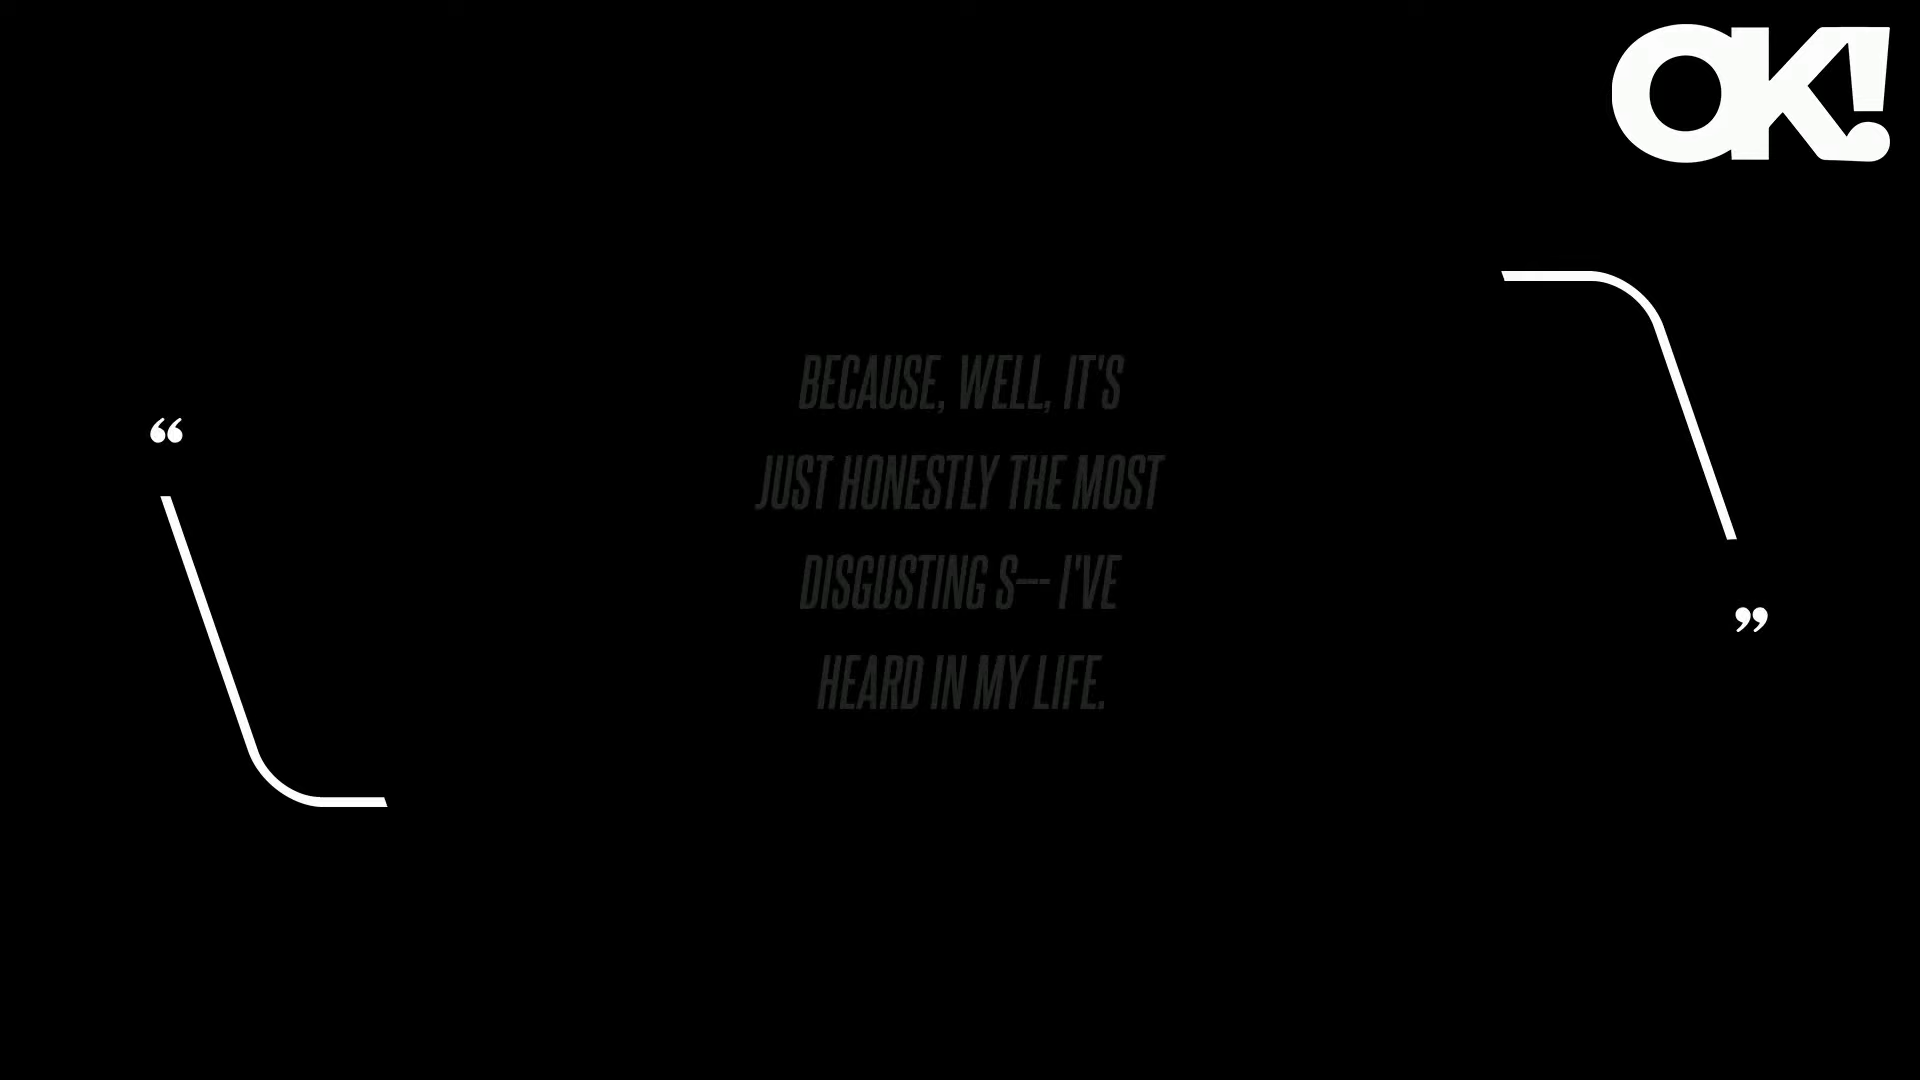 OK!
“
BECAUSE, WELL, IT'S
JUST HONESTLY THE MOST
DISGUSTING S--- I'VE
HEARD IN MY LIFE.
”